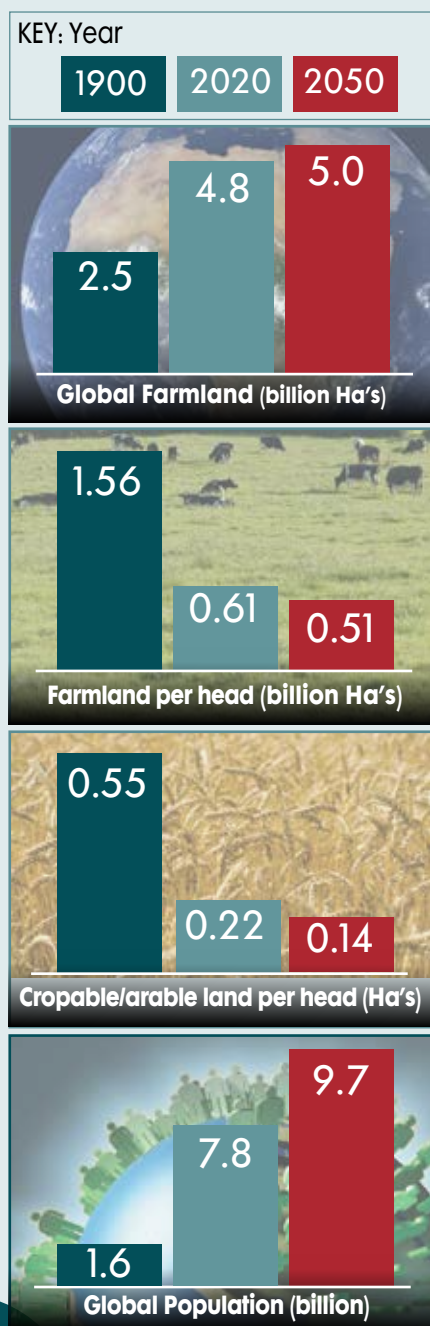 KEY: Year
1900 2020 2050
2.5 4.8 5.0
Global Farmland (billion Ha's)
1.56 0.61 0.51
Farmland per head (billion Ha's)
0.55 0.22 0.14
Cropable/arable land per head (Ha's)
1.6 7.8 9.7
Global Population (billion)